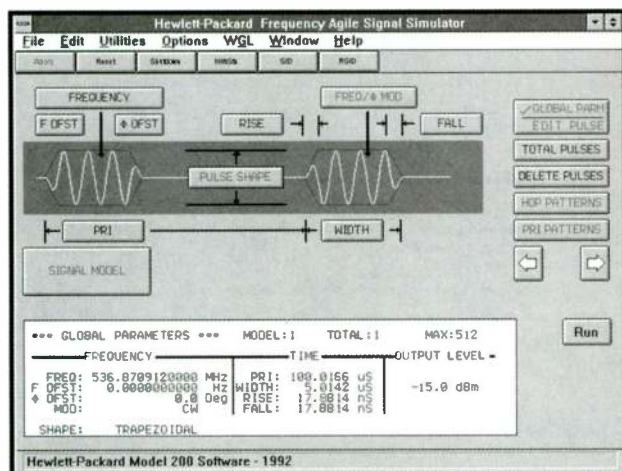 Hewlett-Packard Frequency Agile Signal Simulator
File Edit Utilities Options WGL Window Help
Reset
FREQUENCY
FREQ/Φ MOD
F OFST Φ OFST RISE FALL
PULSE SHAPE
PRI WIDTH
SIGNAL MODEL
GLOBAL PARM
EDIT PULSE
TOTAL PULSES
DELETE PULSES
HOP PATTERNS
PRI PATTERNS
Run
*** GLOBAL PARAMETERS *** MODEL:1 TOTAL:1 MAX:512
FREQUENCY TIME OUTPUT LEVEL
FREQ: 536.8709120000 MHz PRI: 100.0166 uS
F OFST: 0.0000000000 Hz WIDTH: 5.0142 uS -15.0 dBm
Φ OFST: 0.0 Deg RISE: 17.8814 nS
MOD: CW FALL: 17.8814 nS
SHAPE: TRAPEZOIDAL
Hewlett-Packard Model 200 Software - 1992